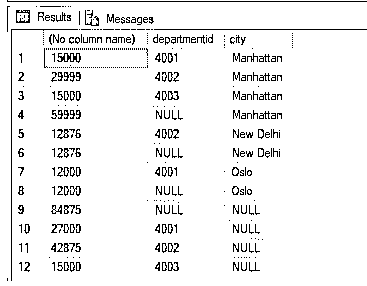 Results Messages
(No column name) departmentid city
1 15000 4001 Manhattan
2 29999 4002 Manhattan
3 15000 4003 Manhattan
4 59999 NULL Manhattan
5 12876 4002 New Delhi
6 12876 NULL New Delhi
7 12000 4001 Oslo
8 12000 NULL Oslo
9 84875 NULL NULL
10 27000 4001 NULL
11 42875 4002 NULL
12 15000 4003 NULL